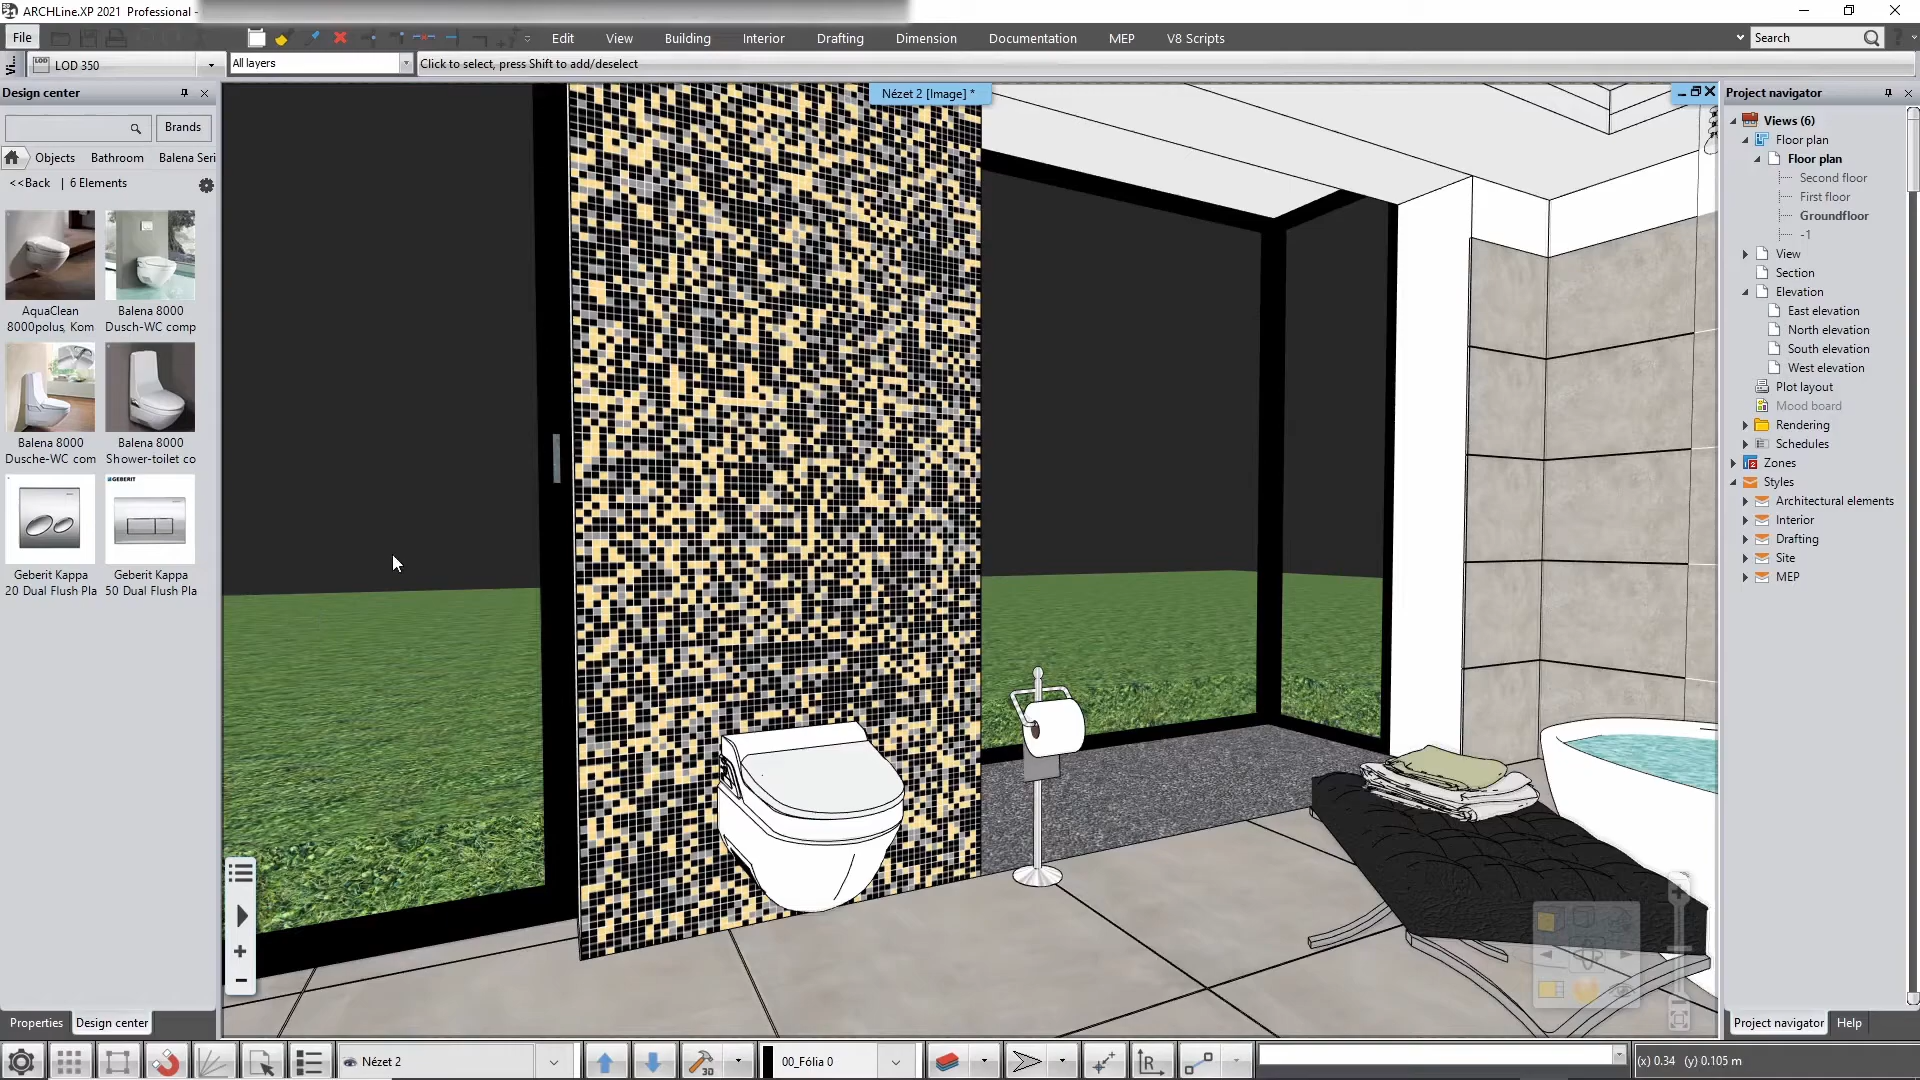 ARCHLine.XP 2021 Professional -
File
Edit
View
Building
Interior
Drafting
Dimension
Documentation
MEP
V8 Scripts
Search
LOD 350
All layers
Click to select, press Shift to add/deselect
Design center
Brands
Objects
Bathroom
Balena Seri
<<Back
6 Elements
AquaClean
8000polus, Kom
Balena 8000
Dusch-WC comp
Balena 8000
Dusche-WC com
Balena 8000
Shower-toilet co
GEBERIT
Geberit Kappa
20 Dual Flush Pla
Geberit Kappa
50 Dual Flush Pla
Properties
Design center
Nézet 2 [Image] *
Project navigator
Views (6)
Floor plan
Floor plan
Second floor
First floor
Groundfloor
-1
View
Section
Elevation
East elevation
North elevation
South elevation
West elevation
Plot layout
Mood board
Rendering
Schedules
Zones
Styles
Architectural elements
Interior
Drafting
Site
MEP
Project navigator
Help
Nézet 2
3D
00_Fólia 0
(x) 0.34 (y) 0.105 m